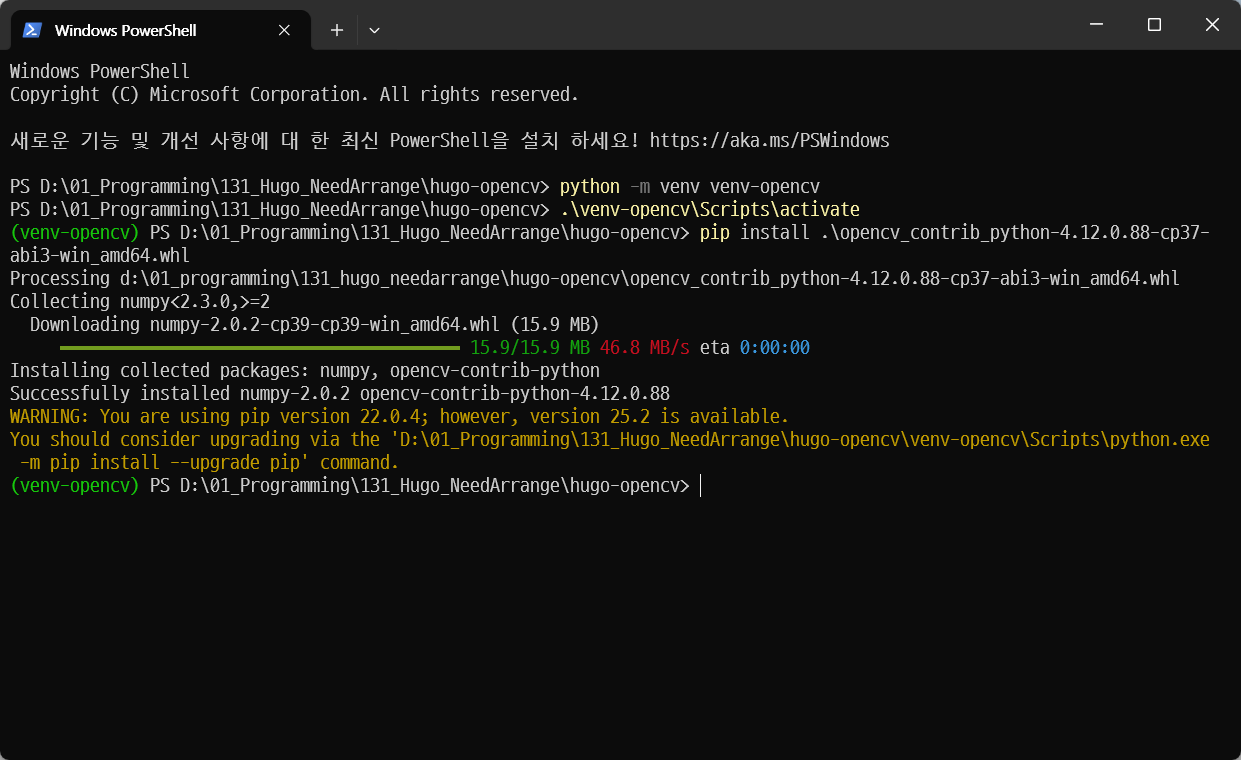 Windows PowerShell
Windows PowerShell
Copyright (C) Microsoft Corporation. All rights reserved.
새로운 기능 및 개선 사항에 대 한 최신 PowerShell을 설치 하세요! https://aka.ms/PSWindows
PS D:\01_Programming\131_Hugo_NeedArrange\hugo-opencv> python -m venv venv-opencv
PS D:\01_Programming\131_Hugo_NeedArrange\hugo-opencv> .\venv-opencv\Scripts\activate
(venv-opencv) PS D:\01_Programming\131_Hugo_NeedArrange\hugo-opencv> pip install .\opencv_contrib_python-4.12.0.88-cp37-
abi3-win_amd64.whl
Processing d:\01_programming\131_hugo_needarrange\hugo-opencv\opencv_contrib_python-4.12.0.88-cp37-abi3-win_amd64.whl
Collecting numpy<2.3.0,>=2
  Downloading numpy-2.0.2-cp39-cp39-win_amd64.whl (15.9 MB)
15.9/15.9 MB 46.8 MB/s eta 0:00:00
Installing collected packages: numpy, opencv-contrib-python
Successfully installed numpy-2.0.2 opencv-contrib-python-4.12.0.88
WARNING: You are using pip version 22.0.4; however, version 25.2 is available.
You should consider upgrading via the 'D:\01_Programming\131_Hugo_NeedArrange\hugo-opencv\venv-opencv\Scripts\python.exe
 -m pip install --upgrade pip' command.
(venv-opencv) PS D:\01_Programming\131_Hugo_NeedArrange\hugo-opencv>